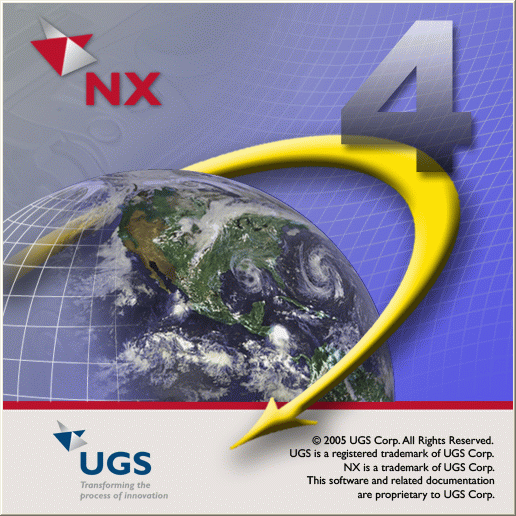 NX
4
UGS
Transforming the
process of innovation
© 2005 UGS Corp. All Rights Reserved.
UGS is a registered trademark of UGS Corp.
NX is a trademark of UGS Corp.
This software and related documentation
are proprietary to UGS Corp.